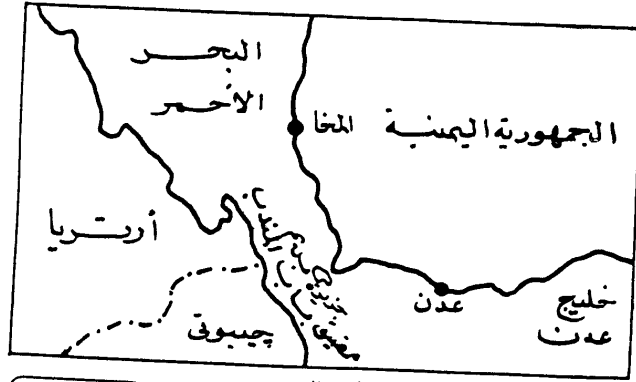 البحر
الأحمر
المخا
الجمهورية اليمنية
أرتريا
مضيق باب المندب
جيبوتي
عدن
خليج
عدن